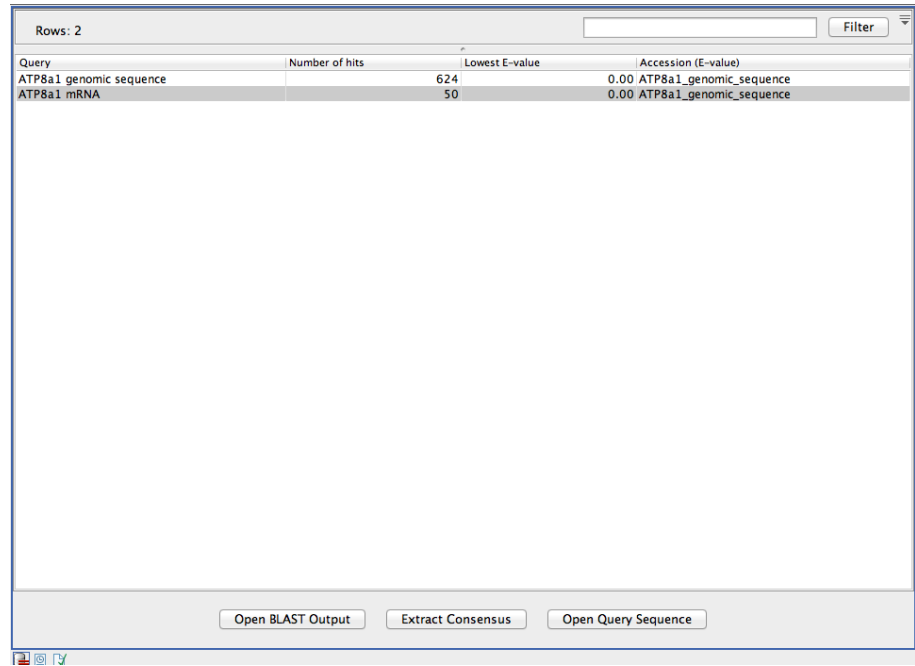 Rows: 2 Filter
Query Number of hits Lowest E-value Accession (E-value)
ATP8a1 genomic sequence 624 0.00 ATP8a1_genomic_sequence
ATP8a1 mRNA 50 0.00 ATP8a1_genomic_sequence
Open BLAST Output Extract Consensus Open Query Sequence